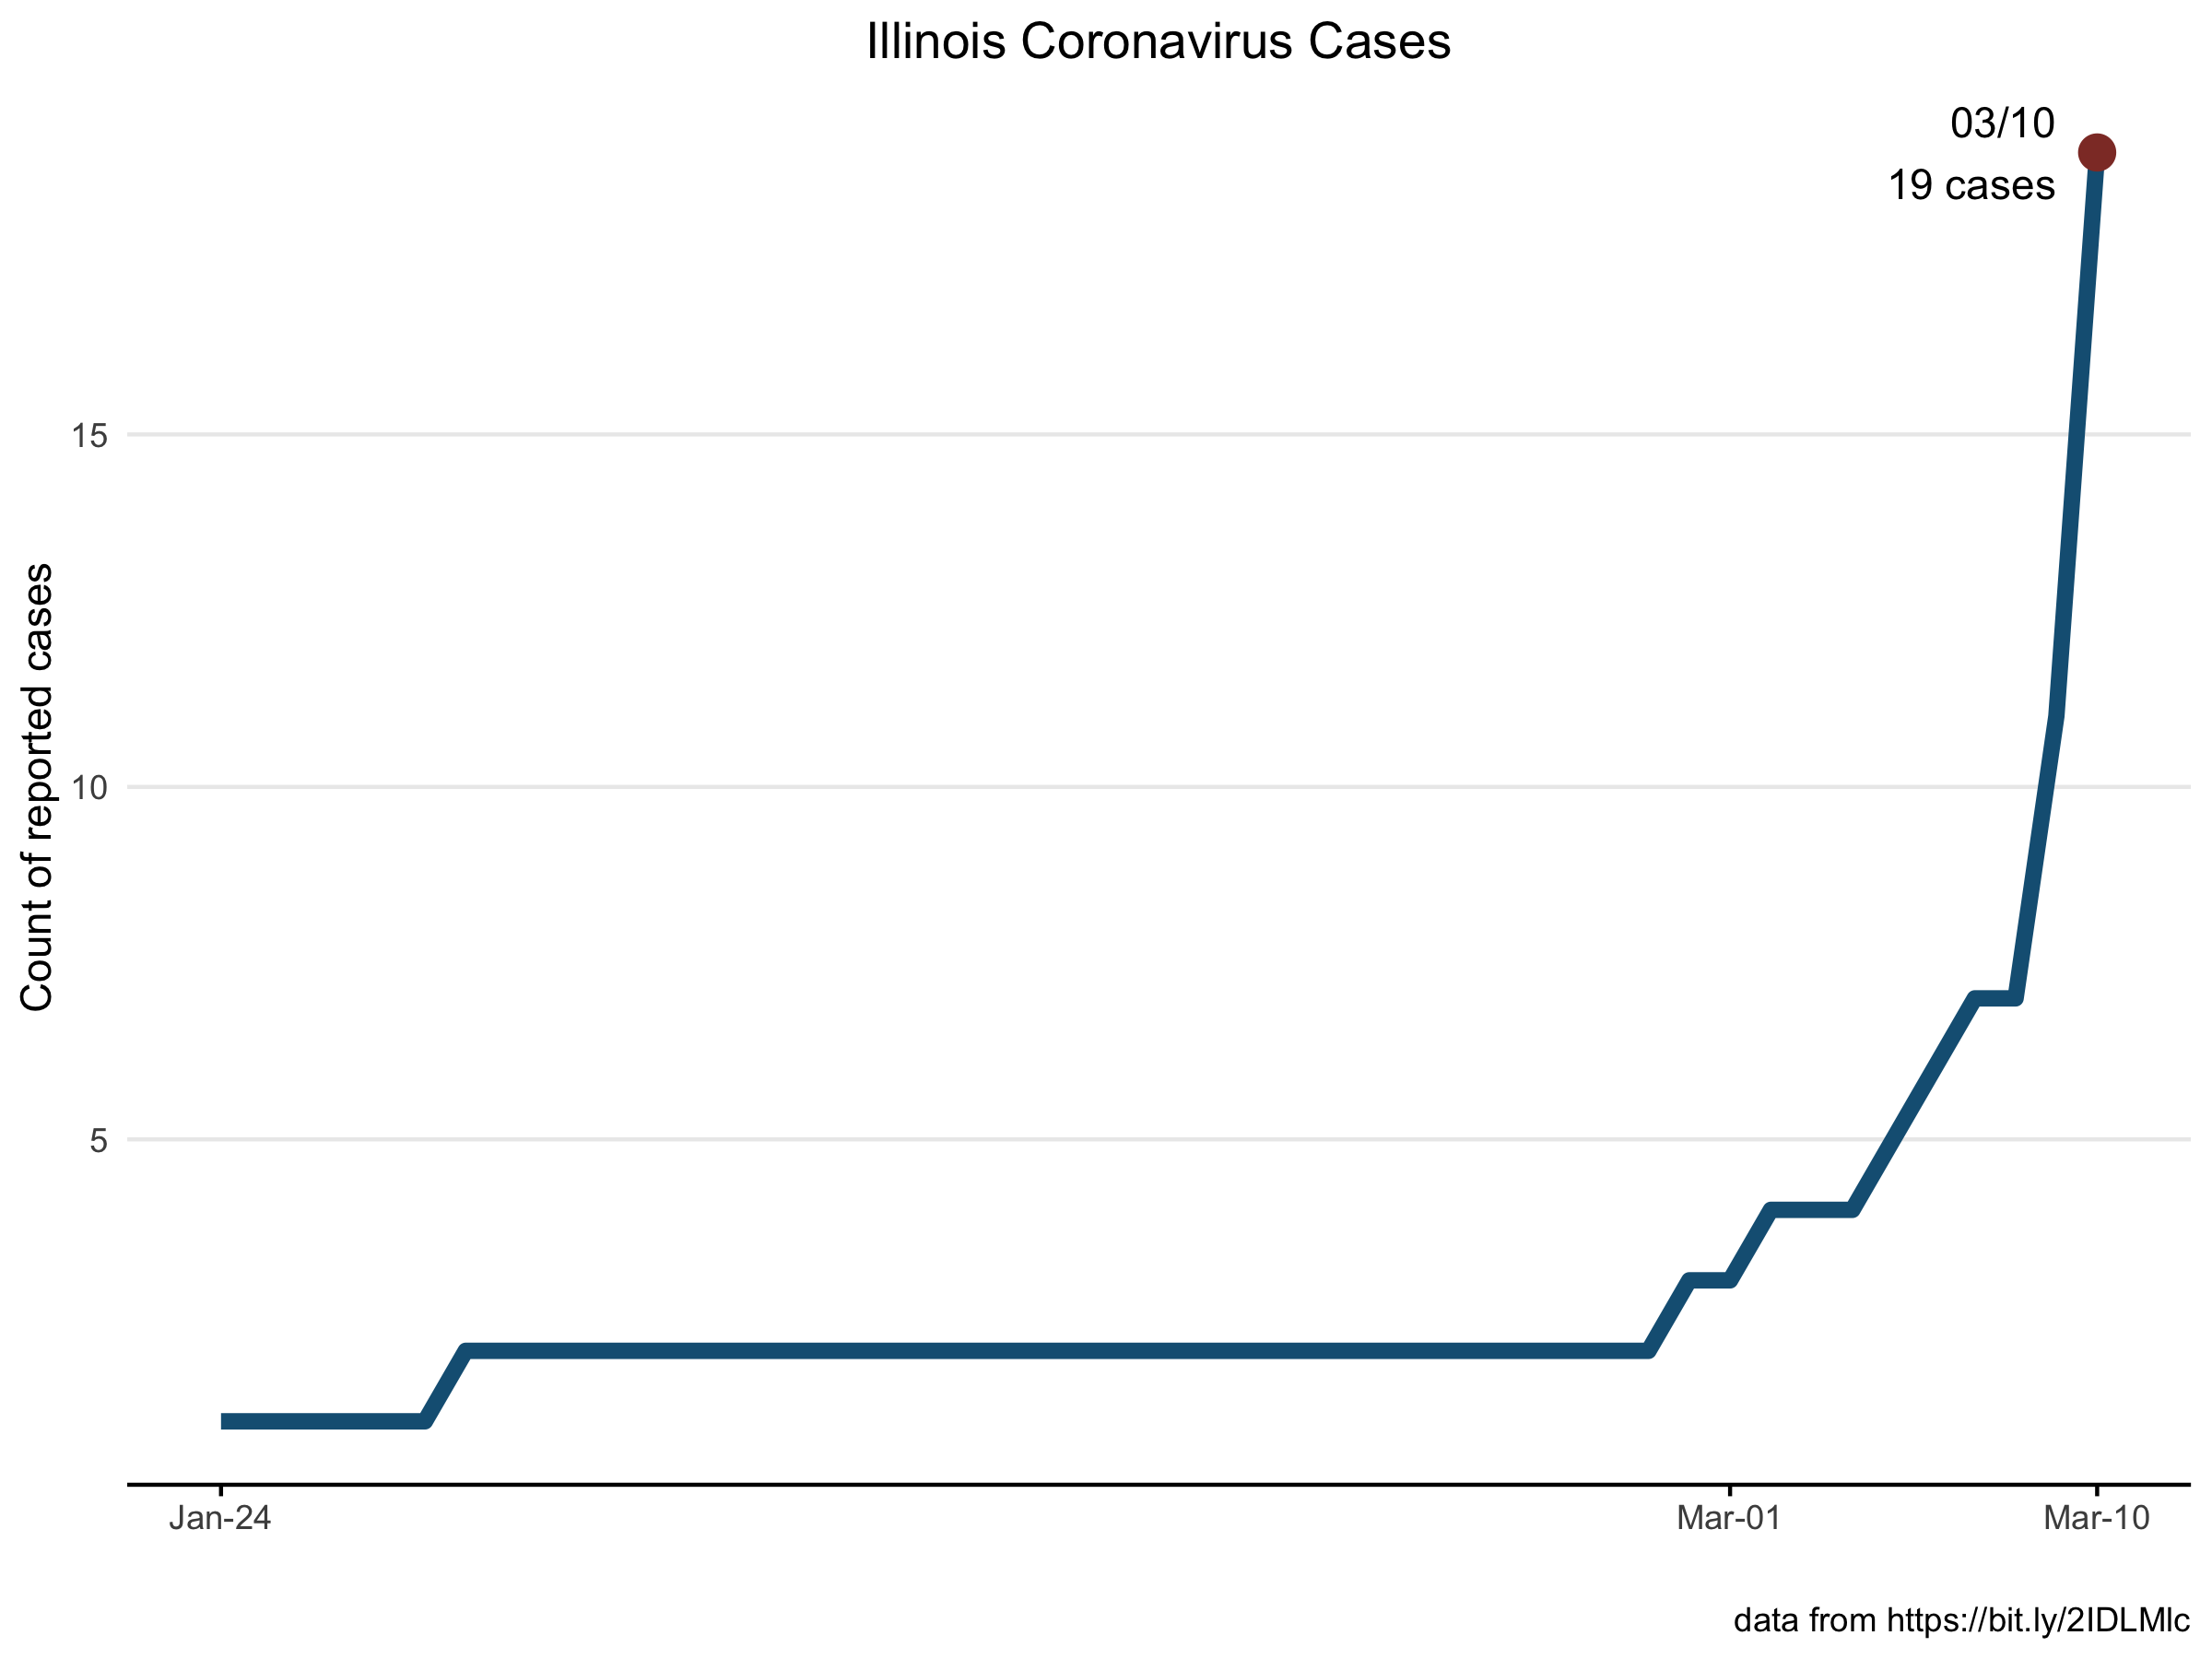 Illinois Coronavirus Cases
03/10
19 cases
15
10
5
Count of reported cases
Jan-24
Mar-01
Mar-10
data from https://bit.ly/2IDLMlc